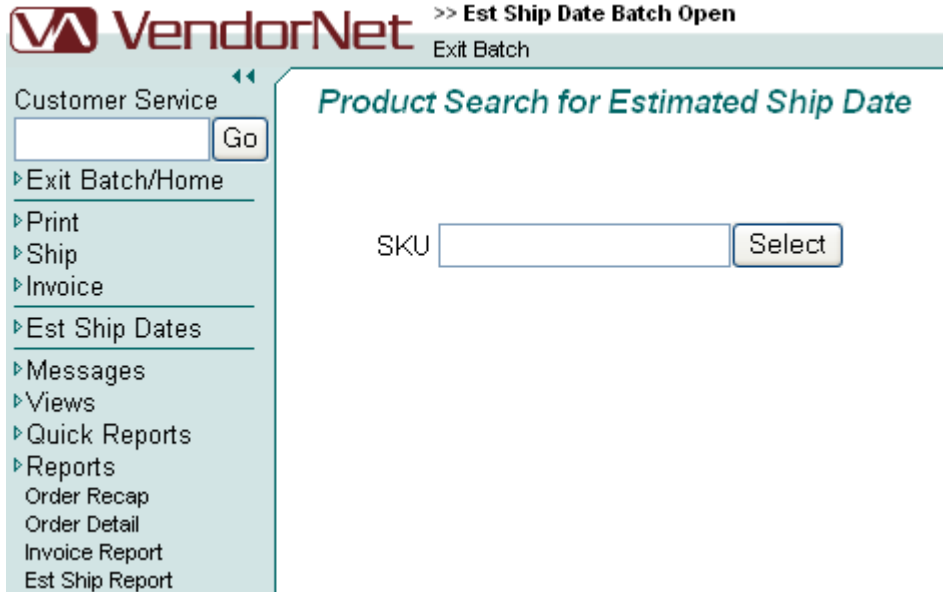 VA VendorNet
>> Est Ship Date Batch Open
Exit Batch
Customer Service
Go
Exit Batch/Home
Print
Ship
Invoice
Est Ship Dates
Messages
Views
Quick Reports
Reports
Order Recap
Order Detail
Invoice Report
Est Ship Report
Product Search for Estimated Ship Date
SKU Select